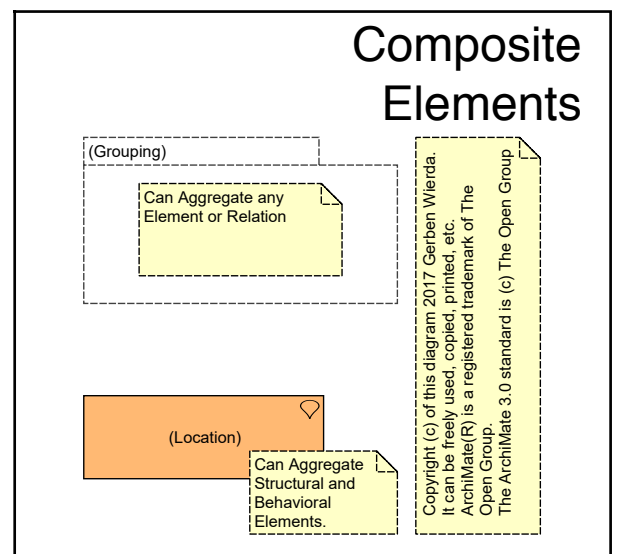 Composite
Elements
(Grouping)
Can Aggregate any
Element or Relation
(Location)
Can Aggregate
Structural and
Behavioral
Elements.
Copyright (c) of this diagram 2017 Gerben Wierda.
It can be freely used, copied, printed, etc.
ArchiMate(R) is a registered trademark of The
Open Group.
The ArchiMate 3.0 standard is (c) The Open Group